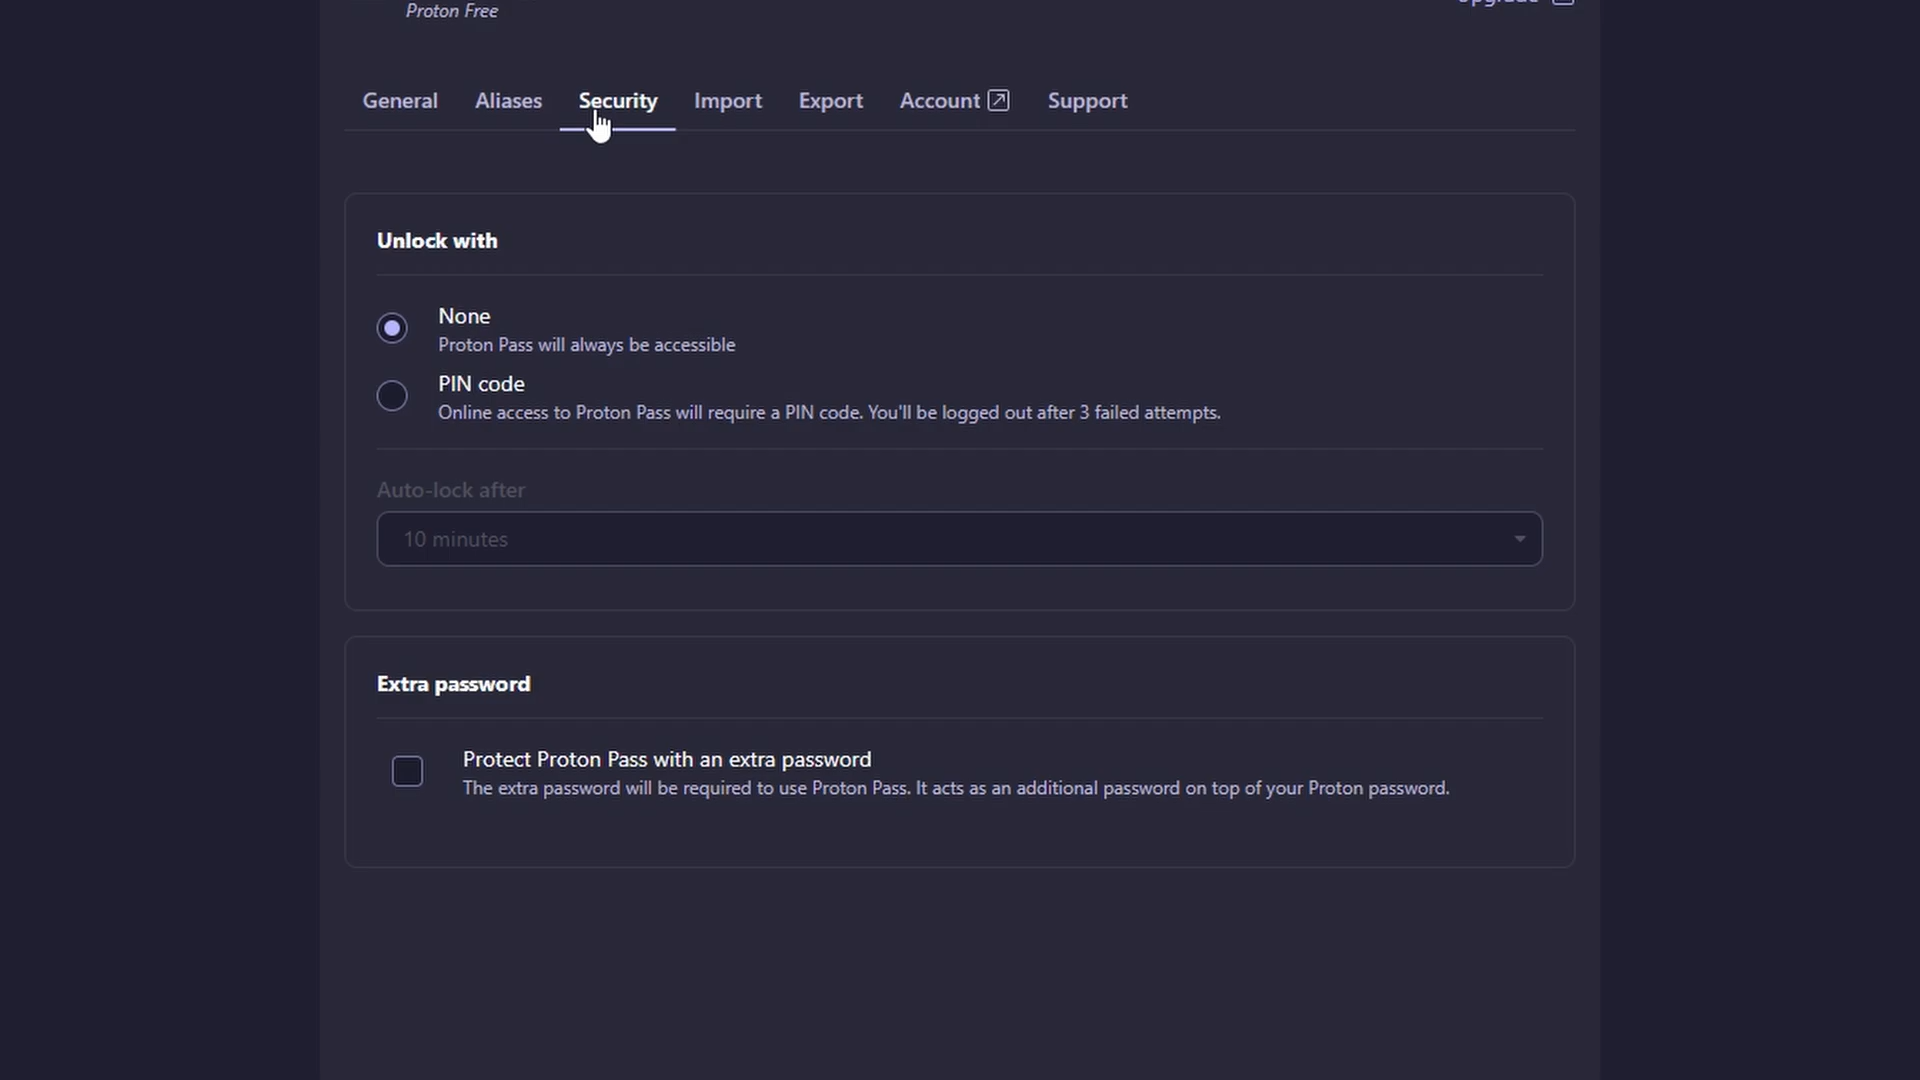 Proton Free
Upgrade
General Aliases Security Import Export Account Support
Unlock with
None
Proton Pass will always be accessible
PIN code
Online access to Proton Pass will require a PIN code. You'll be logged out after 3 failed attempts.
Auto-lock after
10 minutes
Extra password
Protect Proton Pass with an extra password
The extra password will be required to use Proton Pass. It acts as an additional password on top of your Proton password.